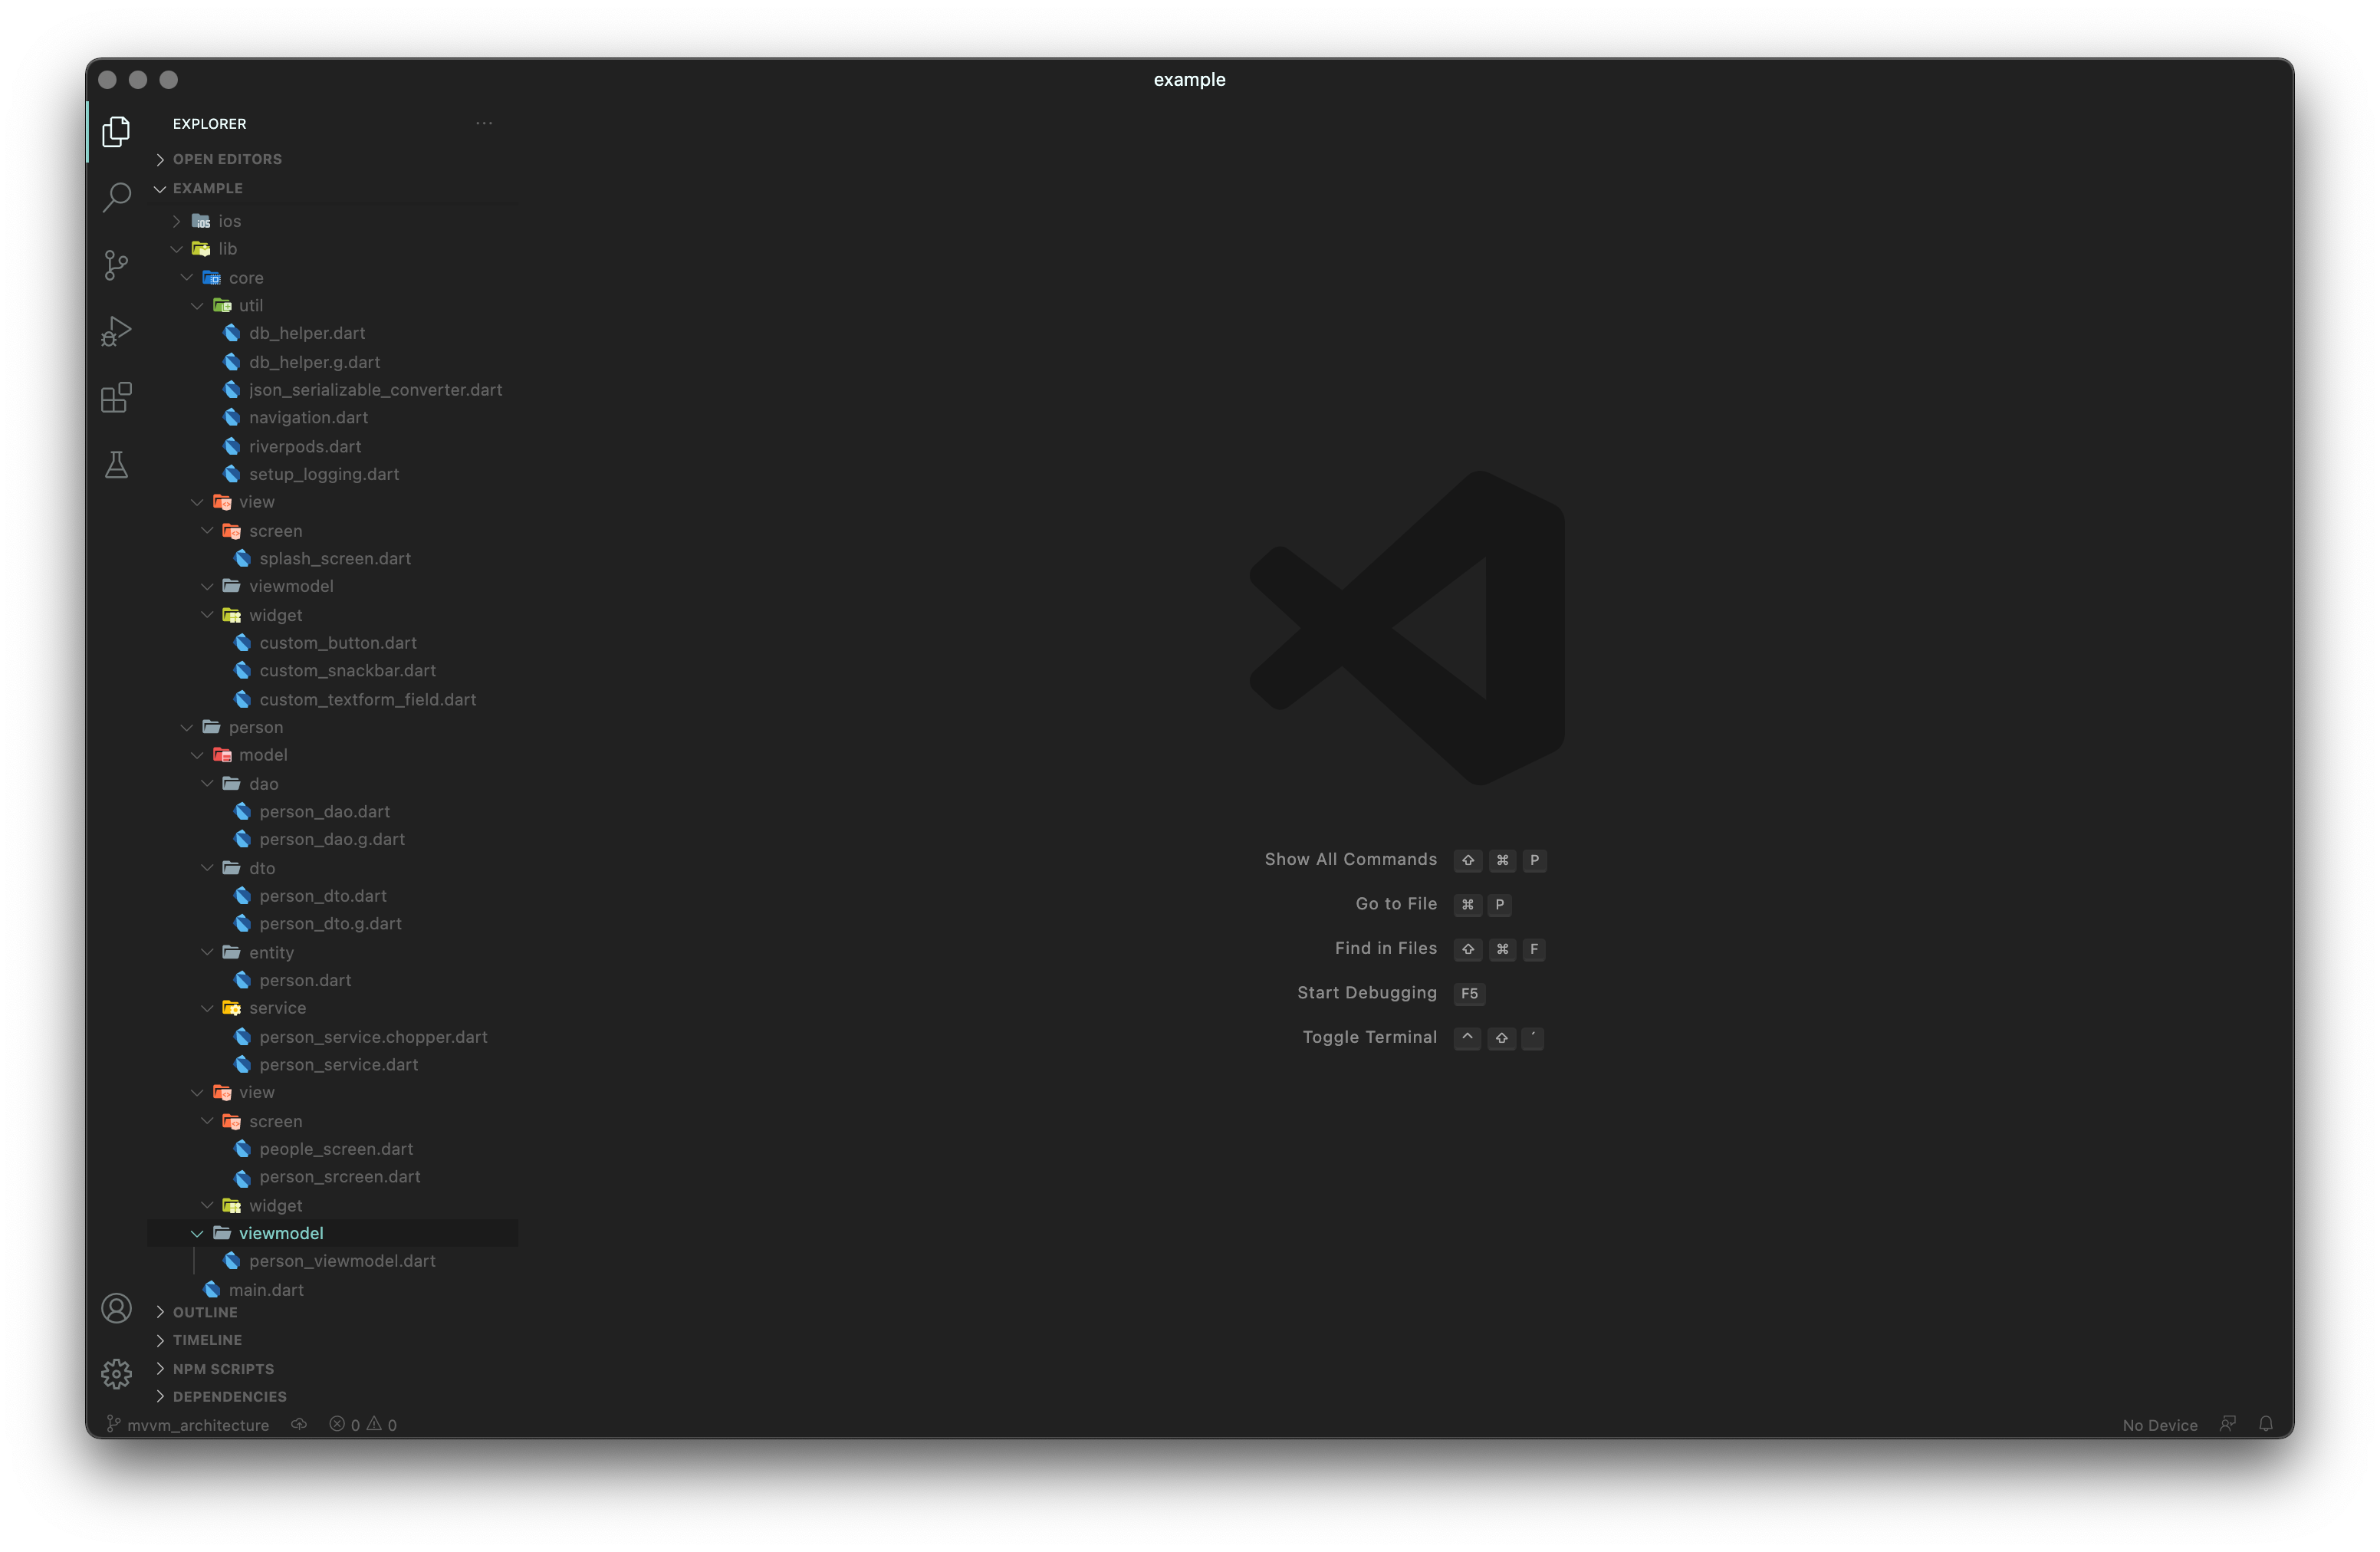 example
EXPLORER
OPEN EDITORS
EXAMPLE
ios
lib
core
util
db_helper.dart
db_helper.g.dart
json_serializable_converter.dart
navigation.dart
riverpods.dart
setup_logging.dart
view
screen
splash_screen.dart
viewmodel
widget
custom_button.dart
custom_snackbar.dart
custom_textform_field.dart
person
model
dao
person_dao.dart
person_dao.g.dart
dto
person_dto.dart
person_dto.g.dart
entity
person.dart
service
person_service.chopper.dart
person_service.dart
view
screen
people_screen.dart
person_srcreen.dart
widget
viewmodel
person_viewmodel.dart
main.dart
OUTLINE
TIMELINE
NPM SCRIPTS
DEPENDENCIES
Show All Commands ⇧ ⌘ P
Go to File ⌘ P
Find in Files ⇧ ⌘ F
Start Debugging F5
Toggle Terminal ^ ⇧ ´
mvvm_architecture 0 0 No Device